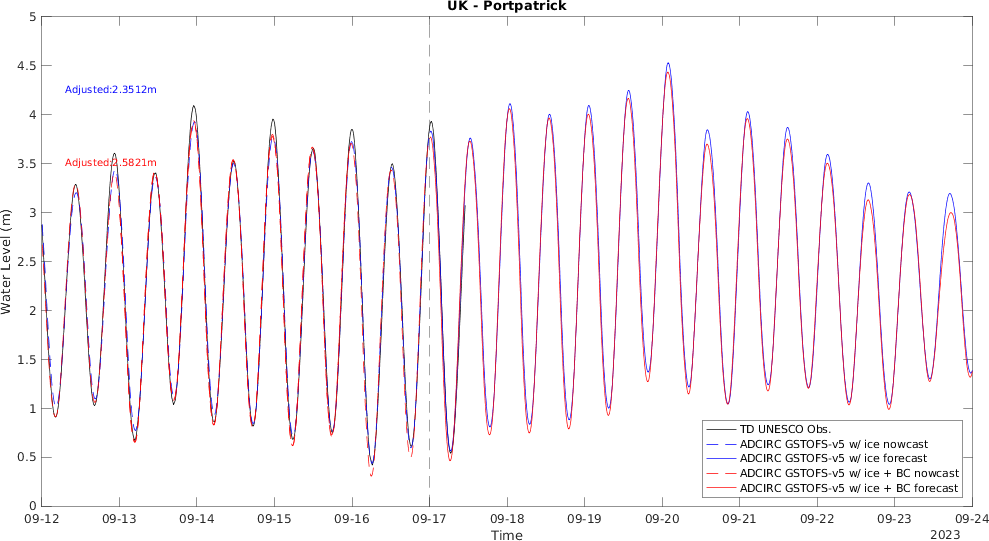 UK - Portpatrick
Water Level (m)
5
4.5
4
3.5
3
2.5
2
1.5
1
0.5
0
Adjusted:2.3512m
Adjusted:2.5821m
TD UNESCO Obs.
ADCIRC GSTOFS-v5 w/ ice nowcast
ADCIRC GSTOFS-v5 w/ ice forecast
ADCIRC GSTOFS-v5 w/ ice + BC nowcast
ADCIRC GSTOFS-v5 w/ ice + BC forecast
09-12 09-13 09-14 09-15 09-16 09-17 09-18 09-19 09-20 09-21 09-22 09-23 09-24
Time
2023